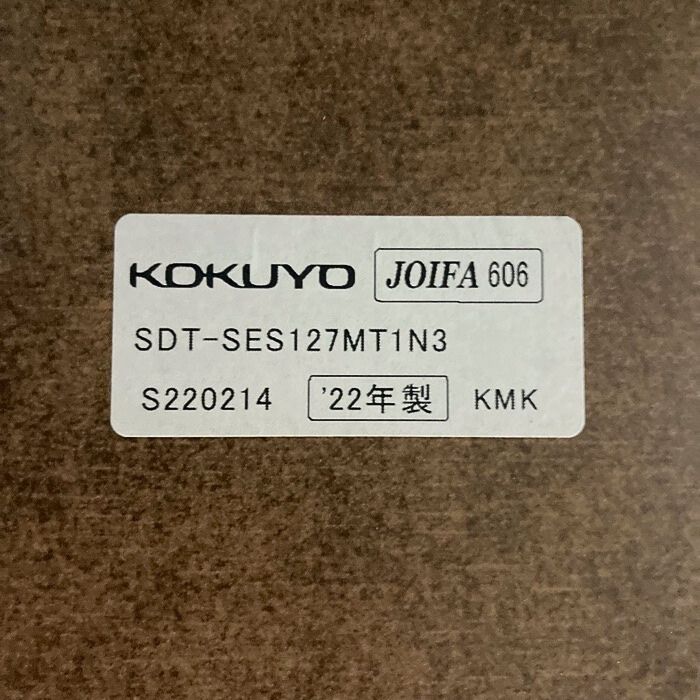 KOKUYO JOIFA 606
SDT-SES127MT1N3
S220214 '22年製 KMK